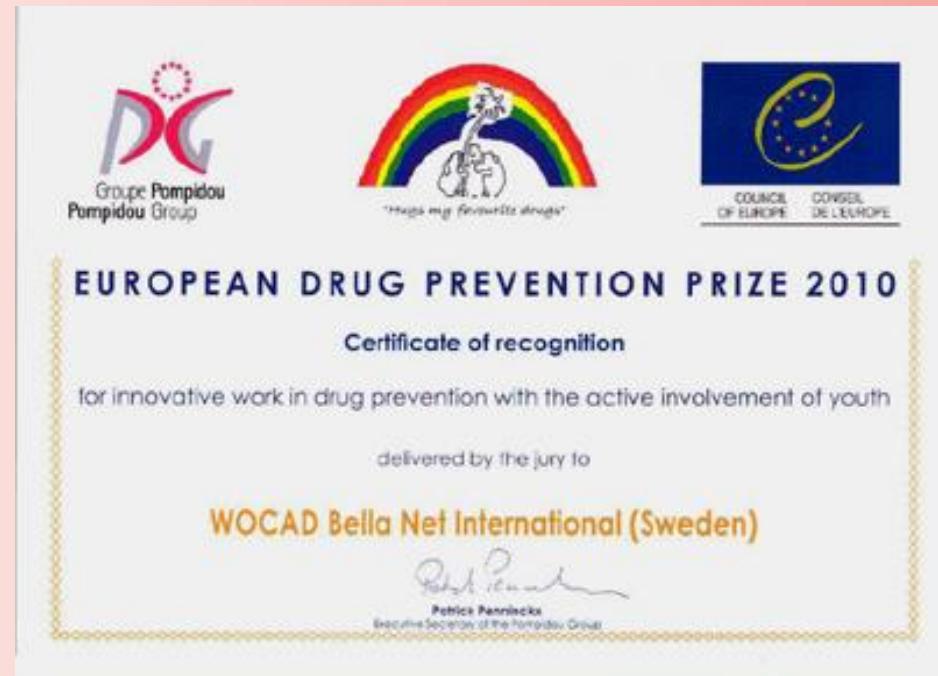 Groupe Pompidou
Pompidou Group
"Hugs my favourite drugs"
COUNCIL OF EUROPE
CONSEIL DE L'EUROPE
EUROPEAN DRUG PREVENTION PRIZE 2010
Certificate of recognition
for innovative work in drug prevention with the active involvement of youth
delivered by the jury to
WOCAD Bella Net International (Sweden)
Patrick Penninckx
Executive Secretary of the Pompidou Group